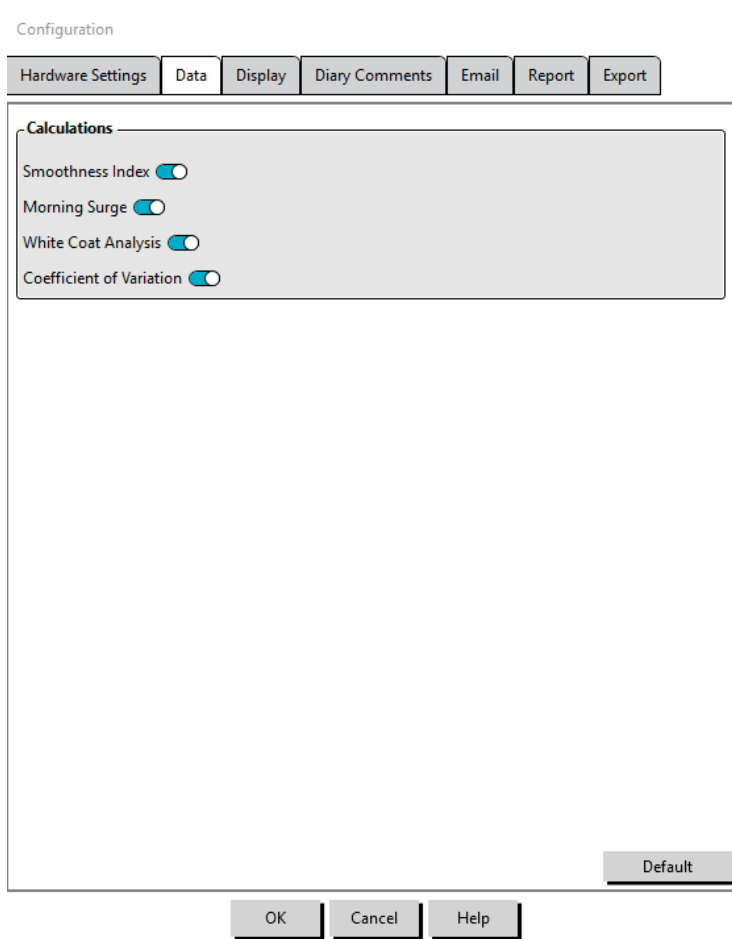 Configuration
Hardware Settings Data Display Diary Comments Email Report Export
Calculations
Smoothness Index
Morning Surge
White Coat Analysis
Coefficient of Variation
Default
OK Cancel Help